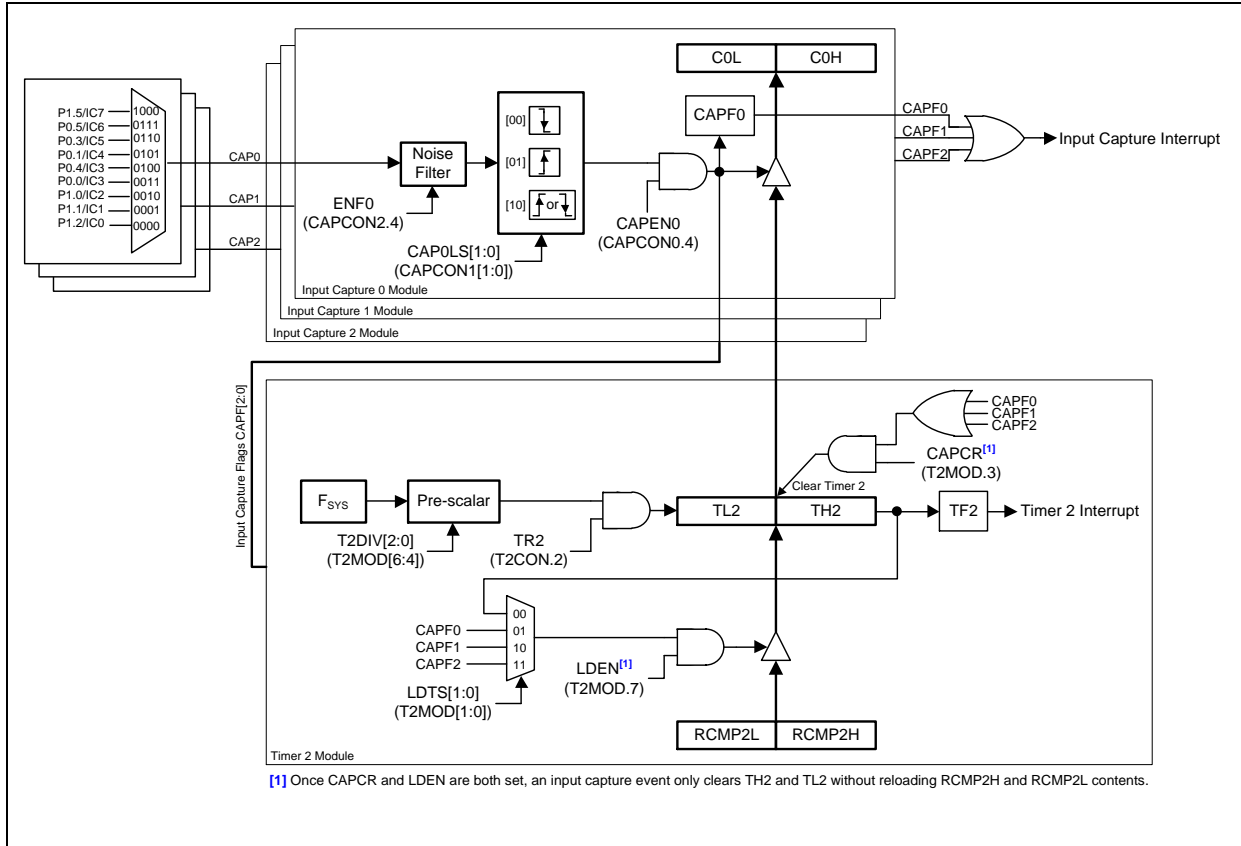 C0L C0H
P1.5/IC7 1000
P0.5/IC6 0111
P0.3/IC5 0110
P0.1/IC4 0101
P0.4/IC3 0100
P0.0/IC3 0011
P1.0/IC2 0010
P1.1/IC1 0001
P1.2/IC0 0000
CAP0
CAP1
CAP2
Noise
Filter
ENF0
(CAPCON2.4)
[00]
[01]
[10] or
CAP0LS[1:0]
(CAPCON1[1:0])
CAPEN0
(CAPCON0.4)
CAPF0
CAPF0
CAPF1
CAPF2
Input Capture Interrupt
Input Capture 0 Module
Input Capture 1 Module
Input Capture 2 Module
Input Capture Flags CAPF[2:0]
CAPF0
CAPF1
CAPF2
CAPCR[1]
(T2MOD.3)
Clear Timer 2
FSYS
Pre-scalar
T2DIV[2:0]
(T2MOD[6:4])
TR2
(T2CON.2)
TL2 TH2
TF2
Timer 2 Interrupt
00
CAPF0 01
CAPF1 10
CAPF2 11
LDTS[1:0]
(T2MOD[1:0])
LDEN[1]
(T2MOD.7)
RCMP2L RCMP2H
Timer 2 Module
[1] Once CAPCR and LDEN are both set, an input capture event only clears TH2 and TL2 without reloading RCMP2H and RCMP2L contents.